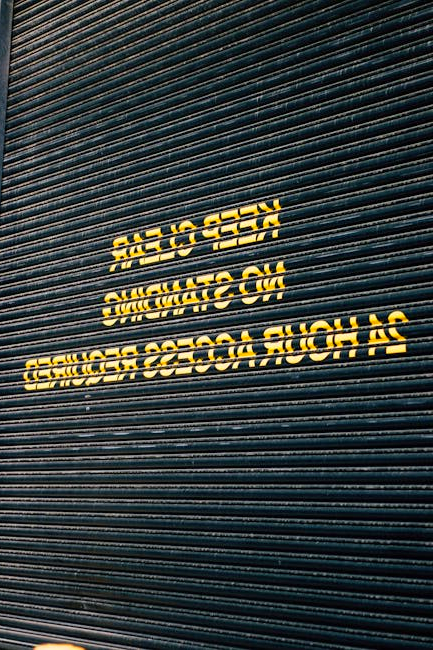 KEEP CLEAR
NO STANDING
24 HOUR ACCESS REQUIRED